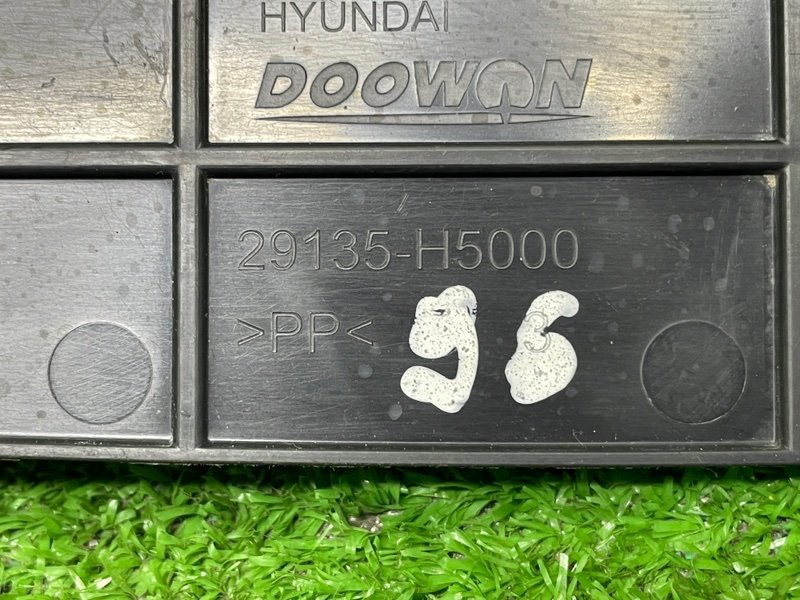 HYUNDAI
DOOWON
29135-H5000
>PP<
96